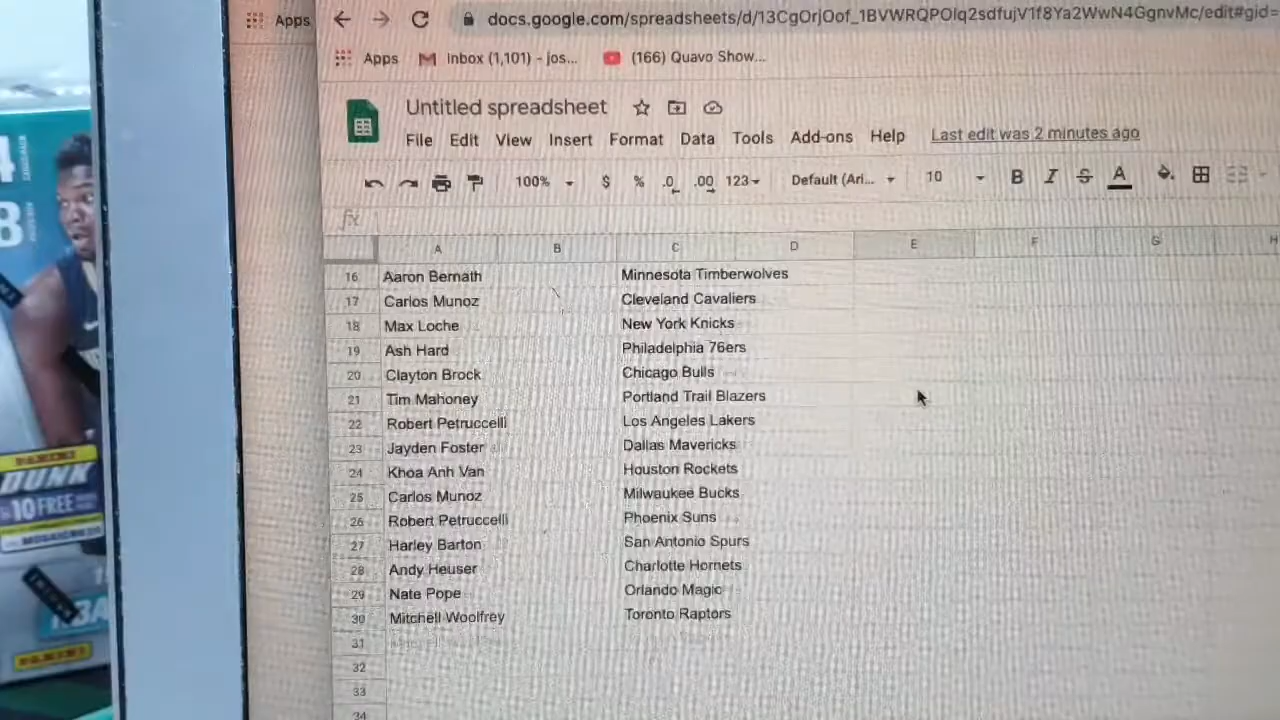 Apps
docs.google.com/spreadsheets/d/13CgOrjOof_1BVWRQPOlq2sdfujV1f8Ya2WwN4GgnvMc/edit#gid=
Apps Inbox (1,101) - jos... (166) Quavo Show...
Untitled spreadsheet
File Edit View Insert Format Data Tools Add-ons Help Last edit was 2 minutes ago
100% $ % .0 .00 123 Default (Ari... 10 B I S A
fx
A B C D E F G H
16 Aaron Bernath Minnesota Timberwolves
17 Carlos Munoz Cleveland Cavaliers
18 Max Loche New York Knicks
19 Ash Hard Philadelphia 76ers
20 Clayton Brock Chicago Bulls
21 Tim Mahoney Portland Trail Blazers
22 Robert Petruccelli Los Angeles Lakers
23 Jayden Foster Dallas Mavericks
24 Khoa Anh Van Houston Rockets
25 Carlos Munoz Milwaukee Bucks
26 Robert Petruccelli Phoenix Suns
27 Harley Barton San Antonio Spurs
28 Andy Heuser Charlotte Hornets
29 Nate Pope Orlando Magic
30 Mitchell Woolfrey Toronto Raptors
31
32
33
34
4
8
PANINI
DUNK
10 FREE
PANINI